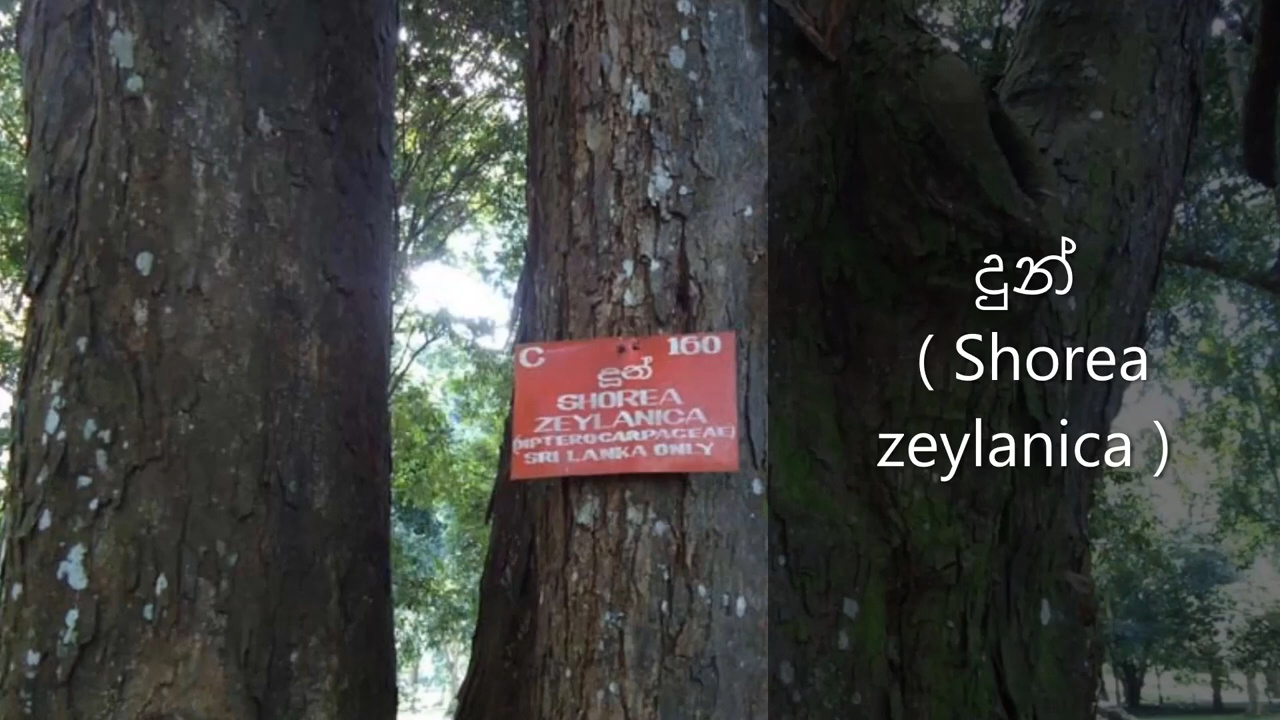 C 160
දුන්
SHOREA
ZEYLANICA
(DIPTEROCARPACEAE)
SRI LANKA ONLY
දුන්
( Shorea
zeylanica )